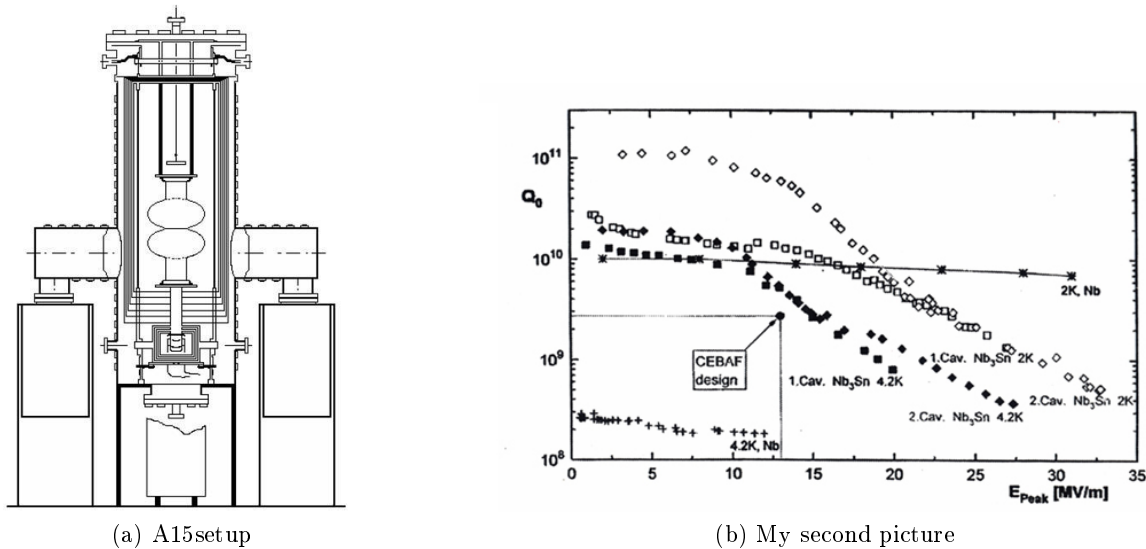 10¹¹
Q₀
10¹⁰
2K, Nb
10⁹
CEBAF
design
1.Cav. Nb₃Sn 2K
1.Cav. Nb₃Sn 4.2K
2.Cav. Nb₃Sn 2K
2.Cav. Nb₃Sn 4.2K
4.2K, Nb
10⁸
0 5 10 15 20 25 30 35
E_Peak [MV/m]
(a) A15setup
(b) My second picture